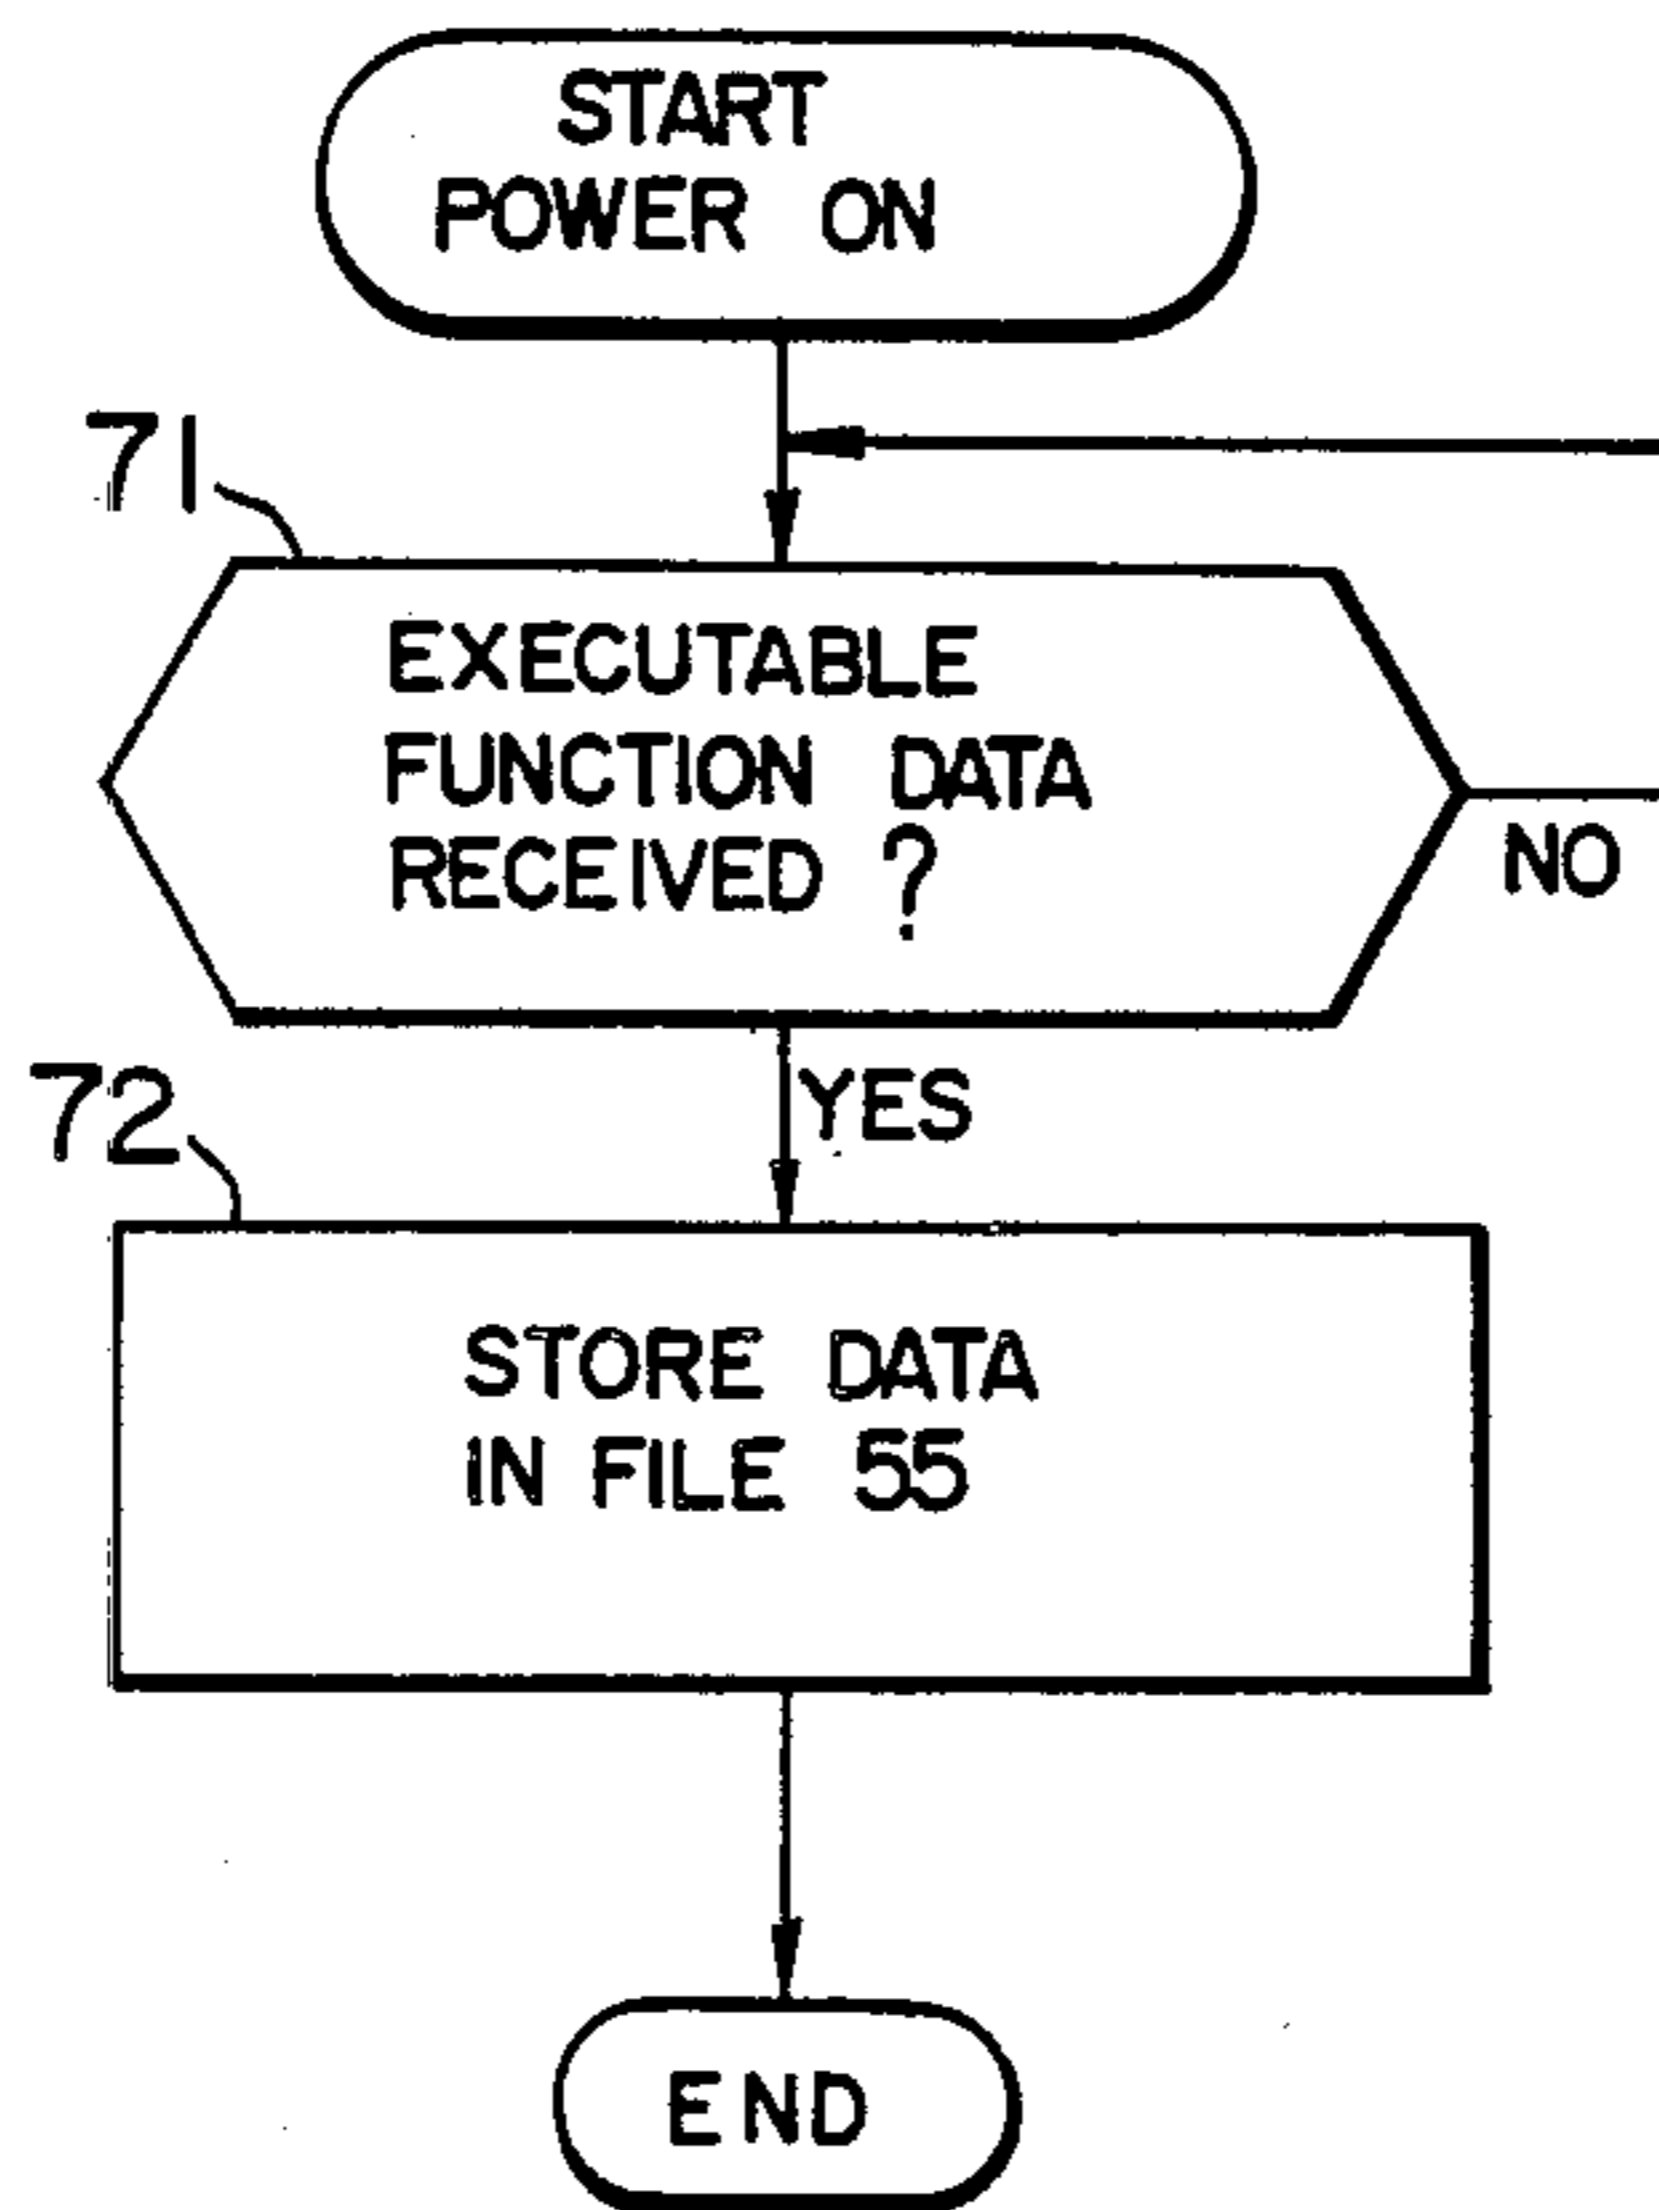 START
POWER ON
71
EXECUTABLE
FUNCTION DATA
RECEIVED ?
NO
YES
72
STORE DATA
IN FILE 55
END